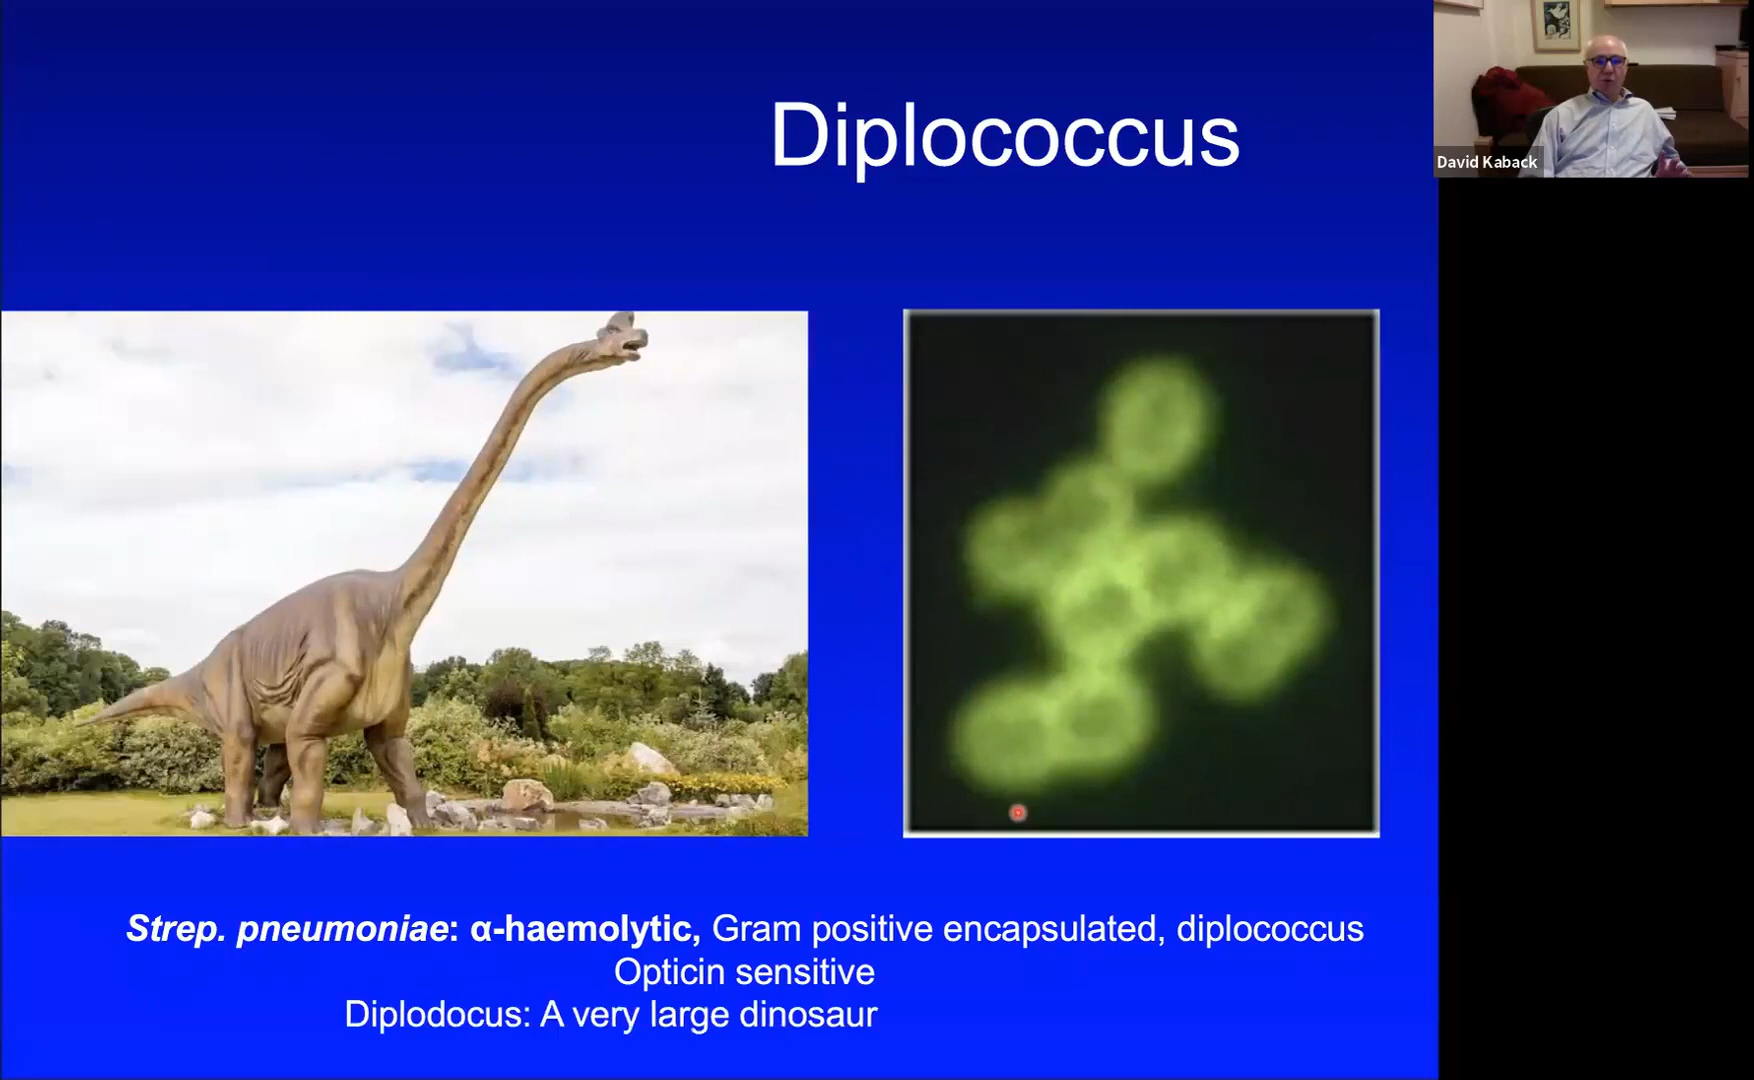 Diplococcus
David Kaback
Strep. pneumoniae: α-haemolytic, Gram positive encapsulated, diplococcus
Opticin sensitive
Diplodocus: A very large dinosaur